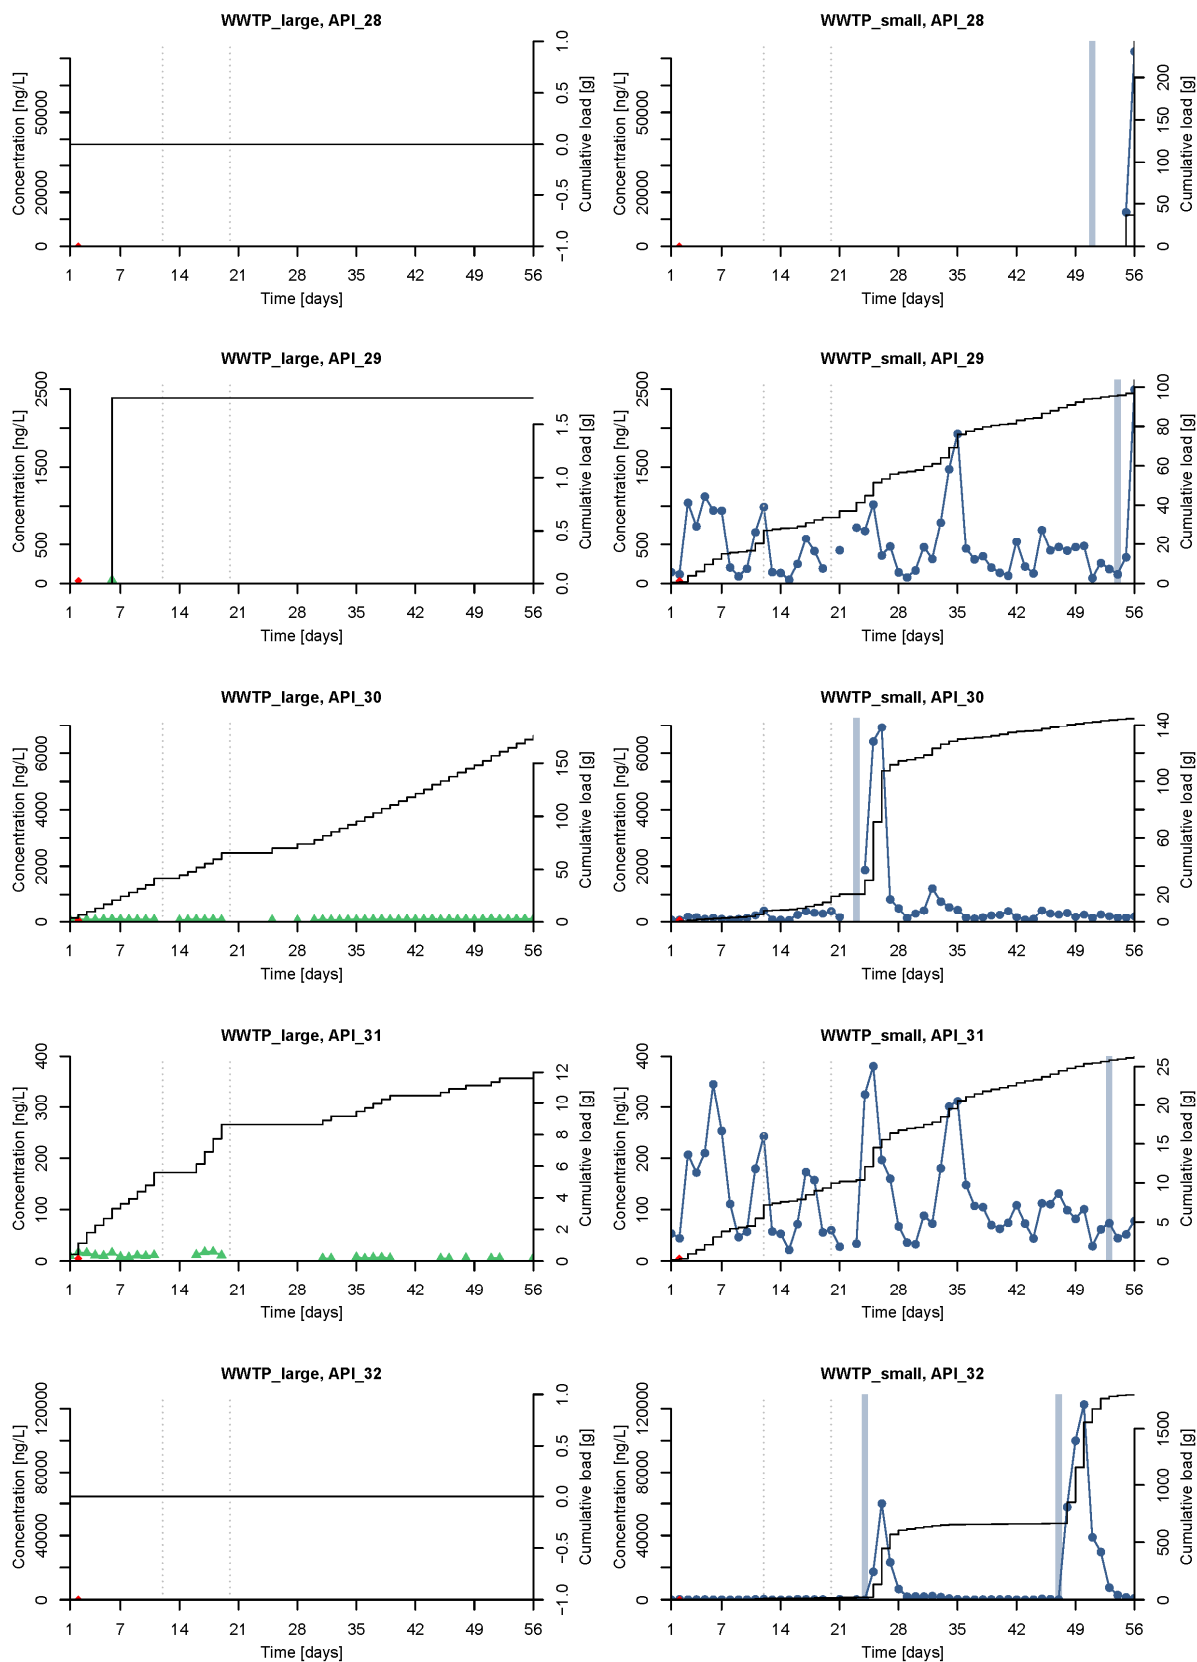 WWTP_large, API_28
Concentration [ng/L]
0 20000 50000
Cumulative load [g]
−1.0 −0.5 0.0 0.5 1.0
1 7 14 21 28 35 42 49 56
Time [days]
WWTP_small, API_28
Concentration [ng/L]
0 20000 50000
Cumulative load [g]
0 50 100 150 200
1 7 14 21 28 35 42 49 56
Time [days]
WWTP_large, API_29
Concentration [ng/L]
0 500 1500 2500
Cumulative load [g]
0.0 0.5 1.0 1.5
1 7 14 21 28 35 42 49 56
Time [days]
WWTP_small, API_29
Concentration [ng/L]
0 500 1500 2500
Cumulative load [g]
0 20 40 60 80 100
1 7 14 21 28 35 42 49 56
Time [days]
WWTP_large, API_30
Concentration [ng/L]
0 2000 4000 6000
Cumulative load [g]
0 50 100 150
1 7 14 21 28 35 42 49 56
Time [days]
WWTP_small, API_30
Concentration [ng/L]
0 2000 4000 6000
Cumulative load [g]
0 20 60 100 140
1 7 14 21 28 35 42 49 56
Time [days]
WWTP_large, API_31
Concentration [ng/L]
0 100 200 300 400
Cumulative load [g]
0 2 4 6 8 10 12
1 7 14 21 28 35 42 49 56
Time [days]
WWTP_small, API_31
Concentration [ng/L]
0 100 200 300 400
Cumulative load [g]
0 5 10 15 20 25
1 7 14 21 28 35 42 49 56
Time [days]
WWTP_large, API_32
Concentration [ng/L]
0 40000 80000 120000
Cumulative load [g]
−1.0 −0.5 0.0 0.5 1.0
1 7 14 21 28 35 42 49 56
Time [days]
WWTP_small, API_32
Concentration [ng/L]
0 40000 80000 120000
Cumulative load [g]
0 500 1000 1500
1 7 14 21 28 35 42 49 56
Time [days]